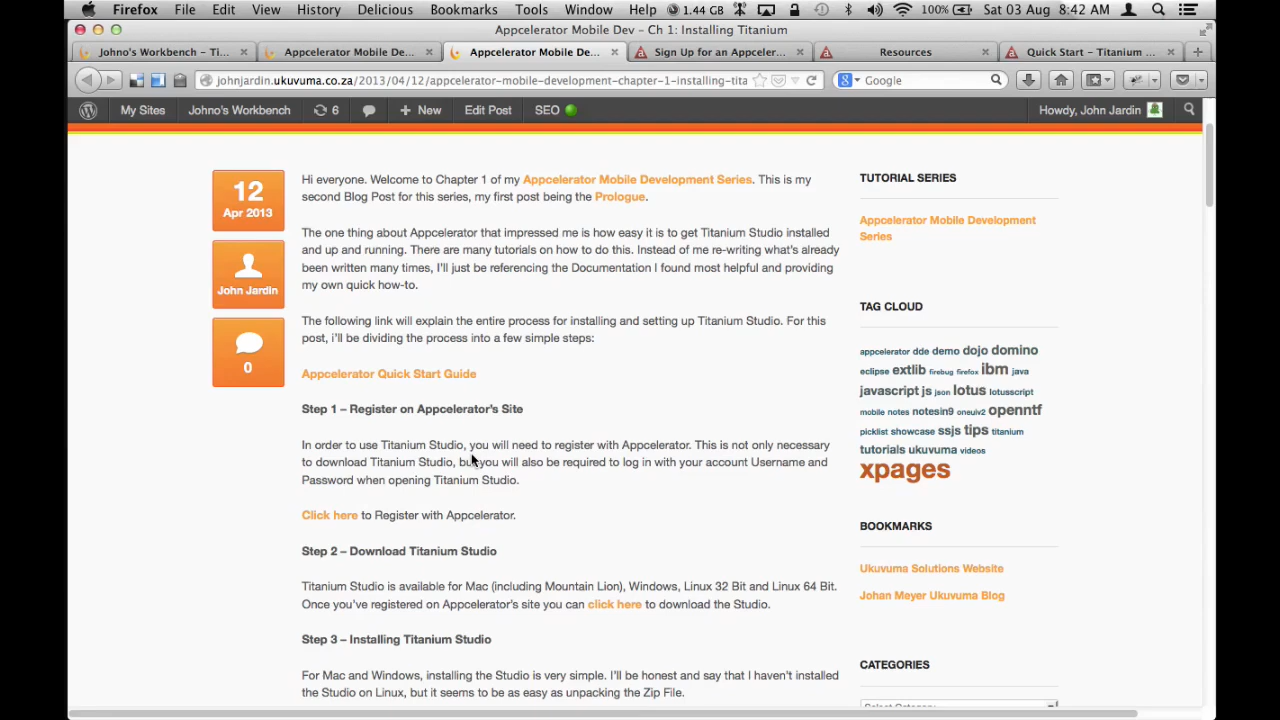 Firefox File Edit View History Delicious Bookmarks Tools Window Help 1.44 GB 100% Sat 03 Aug 8:42 AM
Appcelerator Mobile Dev - Ch 1: Installing Titanium
Johno's Workbench – Ti... Appcelerator Mobile De... Appcelerator Mobile De... Sign Up for an Appceler... Resources Quick Start – Titanium ...
johnjardin.ukuvuma.co.za/2013/04/12/appcelerator-mobile-development-chapter-1-installing-tita Google
My Sites Johno's Workbench 6 New Edit Post SEO Howdy, John Jardin
12
Apr 2013
John Jardin
0
Hi everyone. Welcome to Chapter 1 of my Appcelerator Mobile Development Series. This is my
second Blog Post for this series, my first post being the Prologue.
The one thing about Appcelerator that impressed me is how easy it is to get Titanium Studio installed
and up and running. There are many tutorials on how to do this. Instead of me re-writing what's already
been written many times, I'll just be referencing the Documentation I found most helpful and providing
my own quick how-to.
The following link will explain the entire process for installing and setting up Titanium Studio. For this
post, i'll be dividing the process into a few simple steps:
Appcelerator Quick Start Guide
Step 1 – Register on Appcelerator's Site
In order to use Titanium Studio, you will need to register with Appcelerator. This is not only necessary
to download Titanium Studio, but you will also be required to log in with your account Username and
Password when opening Titanium Studio.
Click here to Register with Appcelerator.
Step 2 – Download Titanium Studio
Titanium Studio is available for Mac (including Mountain Lion), Windows, Linux 32 Bit and Linux 64 Bit.
Once you've registered on Appcelerator's site you can click here to download the Studio.
Step 3 – Installing Titanium Studio
For Mac and Windows, installing the Studio is very simple. I'll be honest and say that I haven't installed
the Studio on Linux, but it seems to be as easy as unpacking the Zip File.
TUTORIAL SERIES
Appcelerator Mobile Development
Series
TAG CLOUD
appcelerator dde demo dojo domino
eclipse extlib firebug firefox ibm java
javascript js json lotus lotusscript
mobile notes notesin9 oneuiv2 openntf
picklist showcase ssjs tips titanium
tutorials ukuvuma videos
xpages
BOOKMARKS
Ukuvuma Solutions Website
Johan Meyer Ukuvuma Blog
CATEGORIES
Select Category